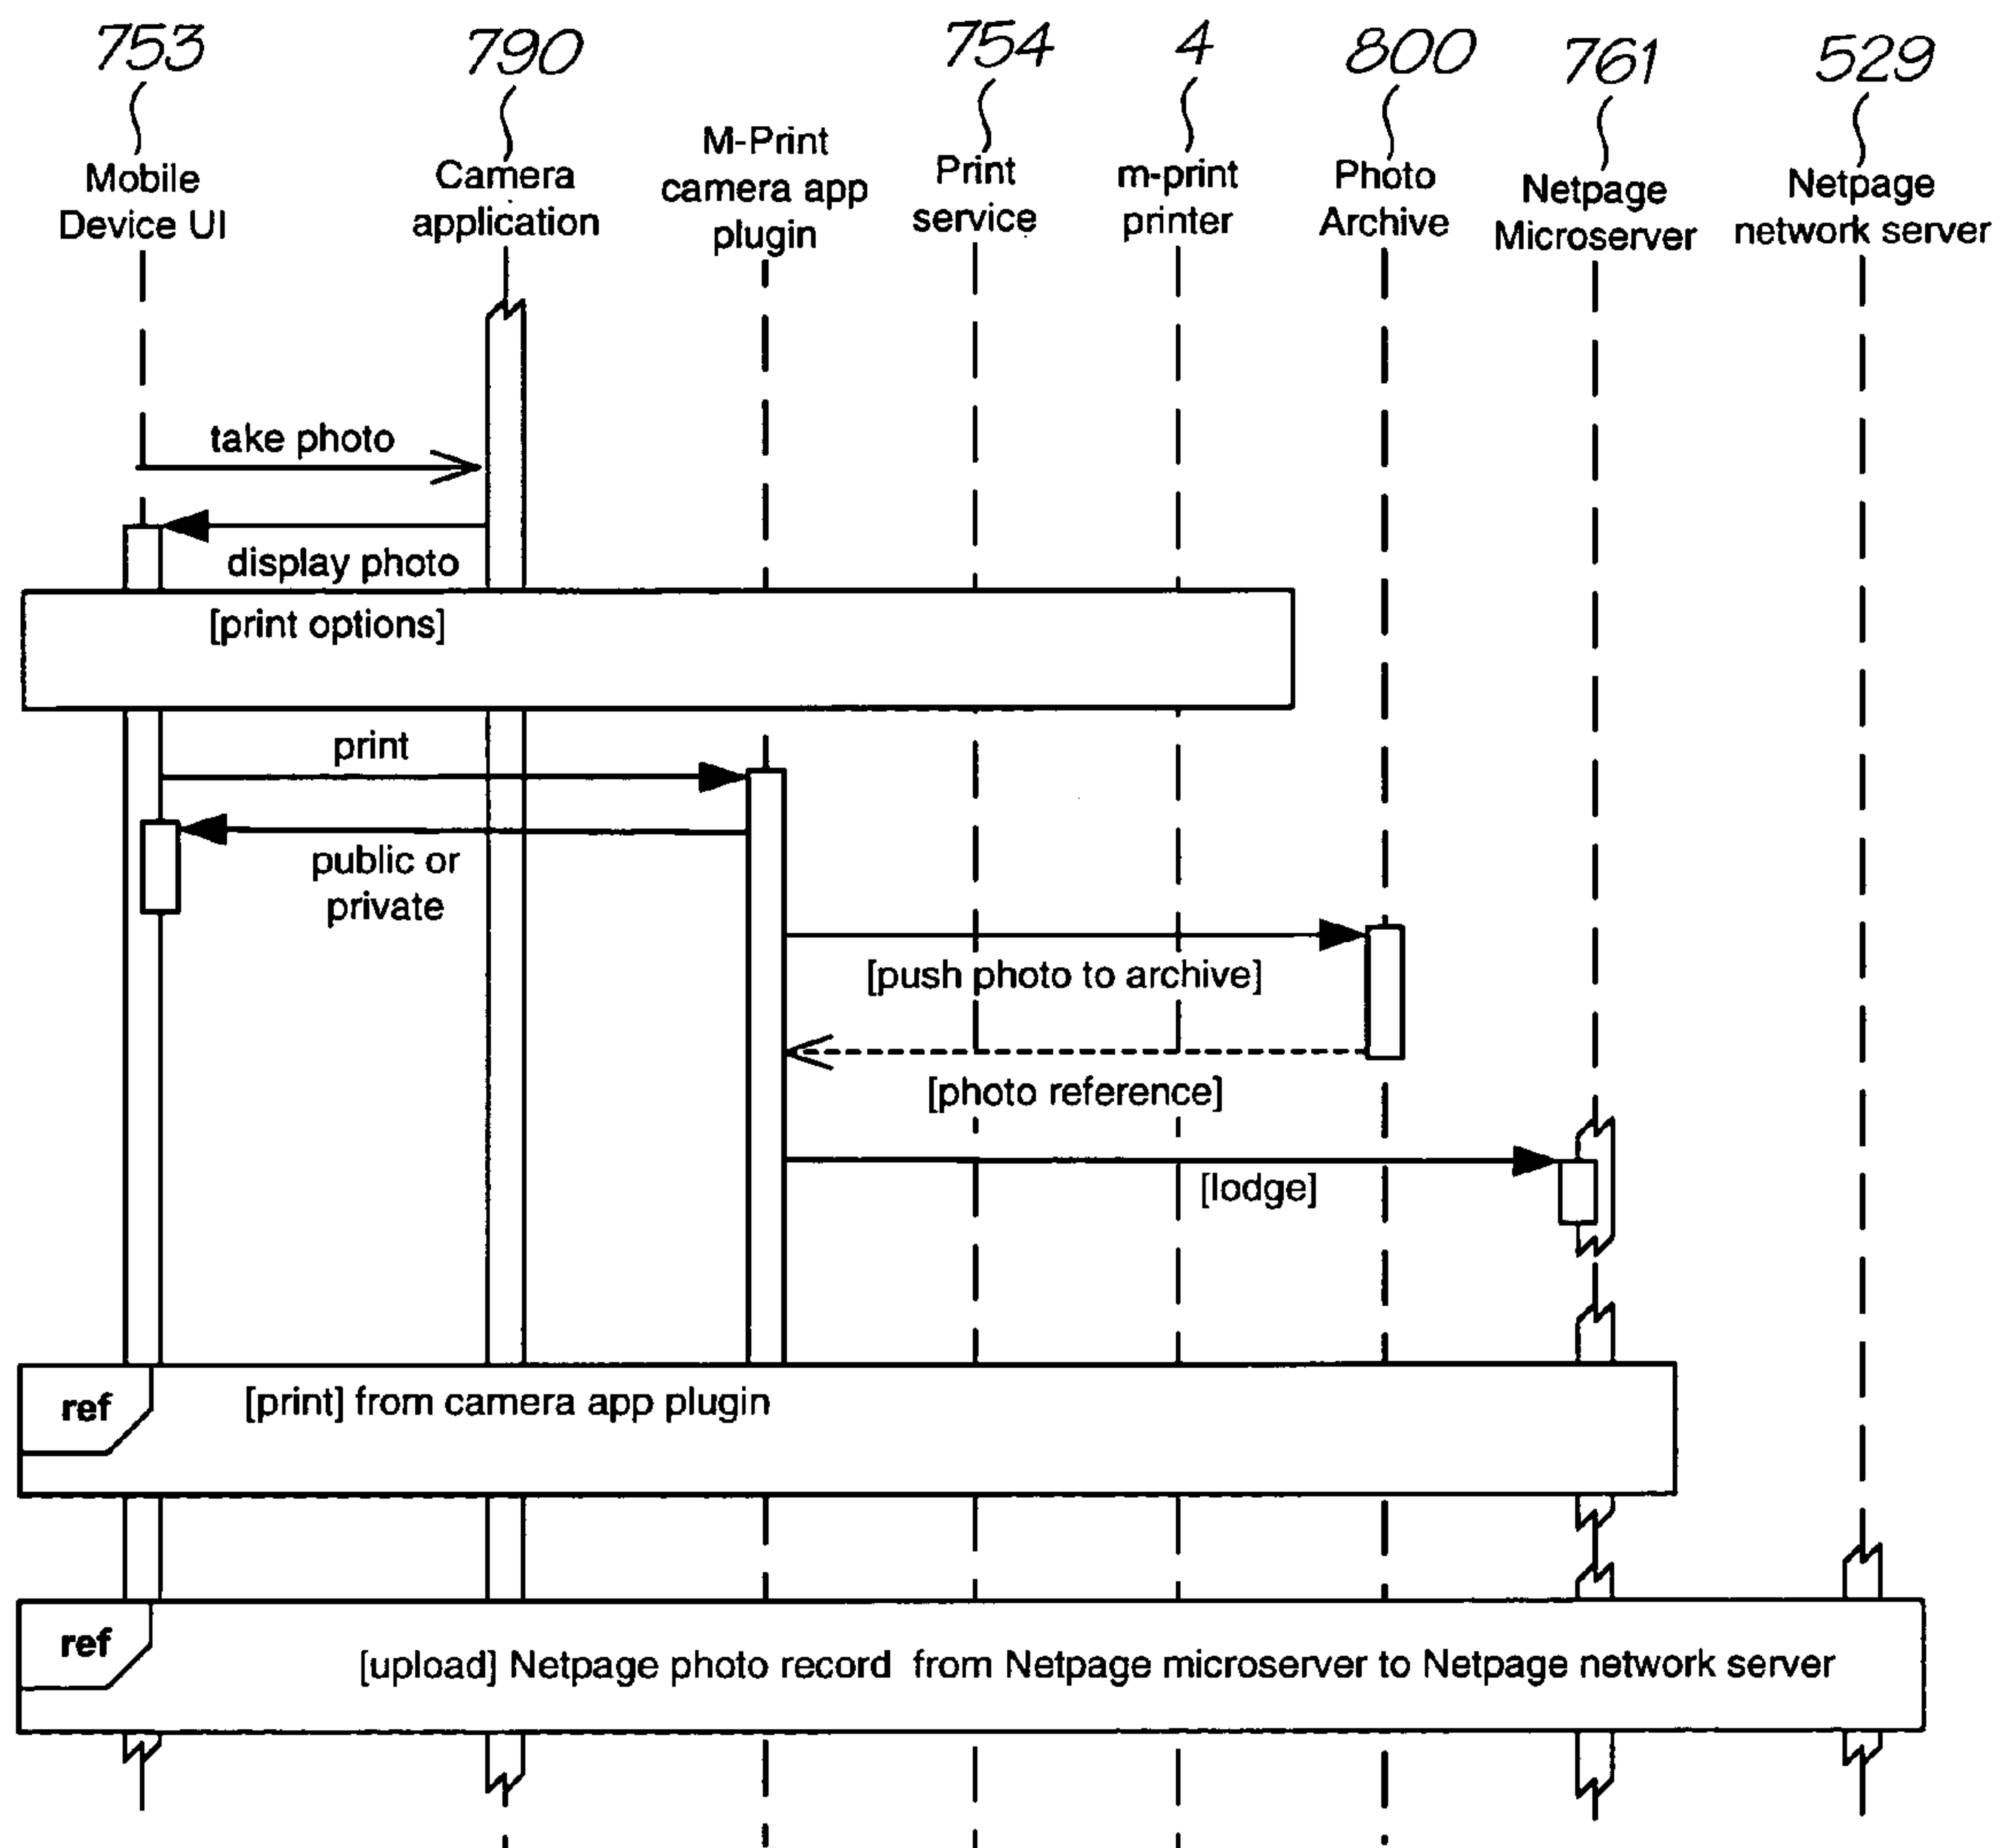 753
790
754
4
800
761
529
Mobile
Device UI
Camera
application
M-Print
camera app
plugin
Print
service
m-print
printer
Photo
Archive
Netpage
Microserver
Netpage
network server
take photo
display photo
[print options]
print
public or
private
[push photo to archive]
[photo reference]
[lodge]
ref
[print] from camera app plugin
ref
[upload] Netpage photo record from Netpage microserver to Netpage network server